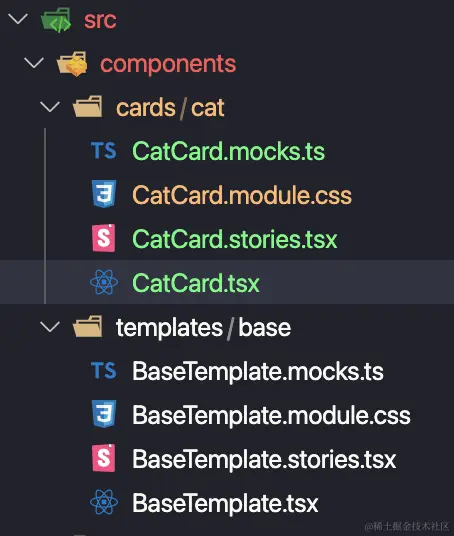 src
components
cards/cat
TS CatCard.mocks.ts
CatCard.module.css
S CatCard.stories.tsx
CatCard.tsx
templates/base
TS BaseTemplate.mocks.ts
BaseTemplate.module.css
S BaseTemplate.stories.tsx
BaseTemplate.tsx
@稀土掘金技术社区